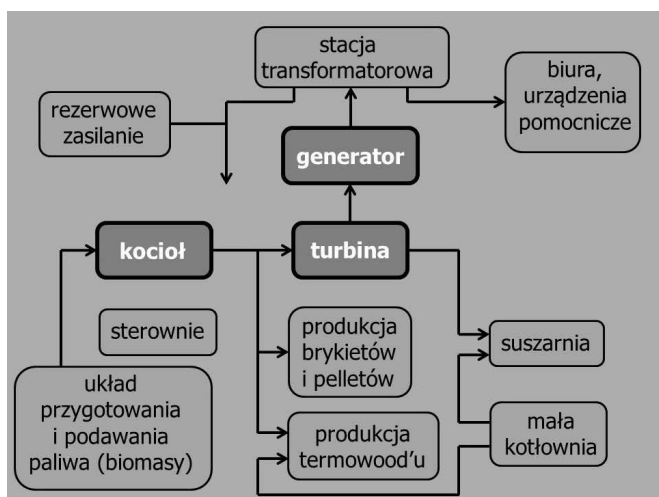 stacja
transformatorowa
biura,
urządzenia
pomocnicze
rezerwowe
zasilanie
generator
kocioł
turbina
sterownie
produkcja
brykietów
i pelletów
suszarnia
układ
przygotowania
i podawania
paliwa (biomasy)
produkcja
termowood'u
mała
kotłownia